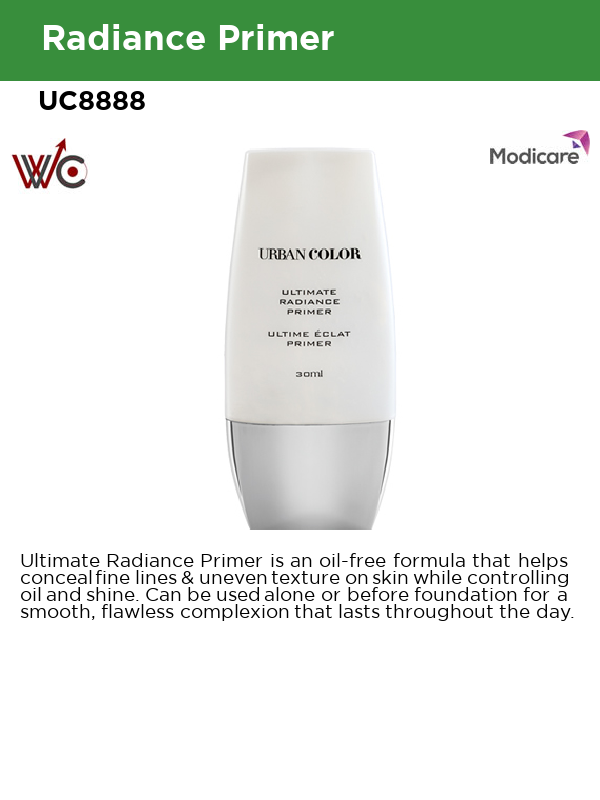 Radiance Primer
UC8888
WC
Modicare
URBAN COLOR
ULTIMATE
RADIANCE
PRIMER
ULTIME ÉCLAT
PRIMER
30ml
Ultimate Radiance Primer is an oil-free formula that helps
conceal fine lines & uneven texture on skin while controlling
oil and shine. Can be used alone or before foundation for a
smooth, flawless complexion that lasts throughout the day.